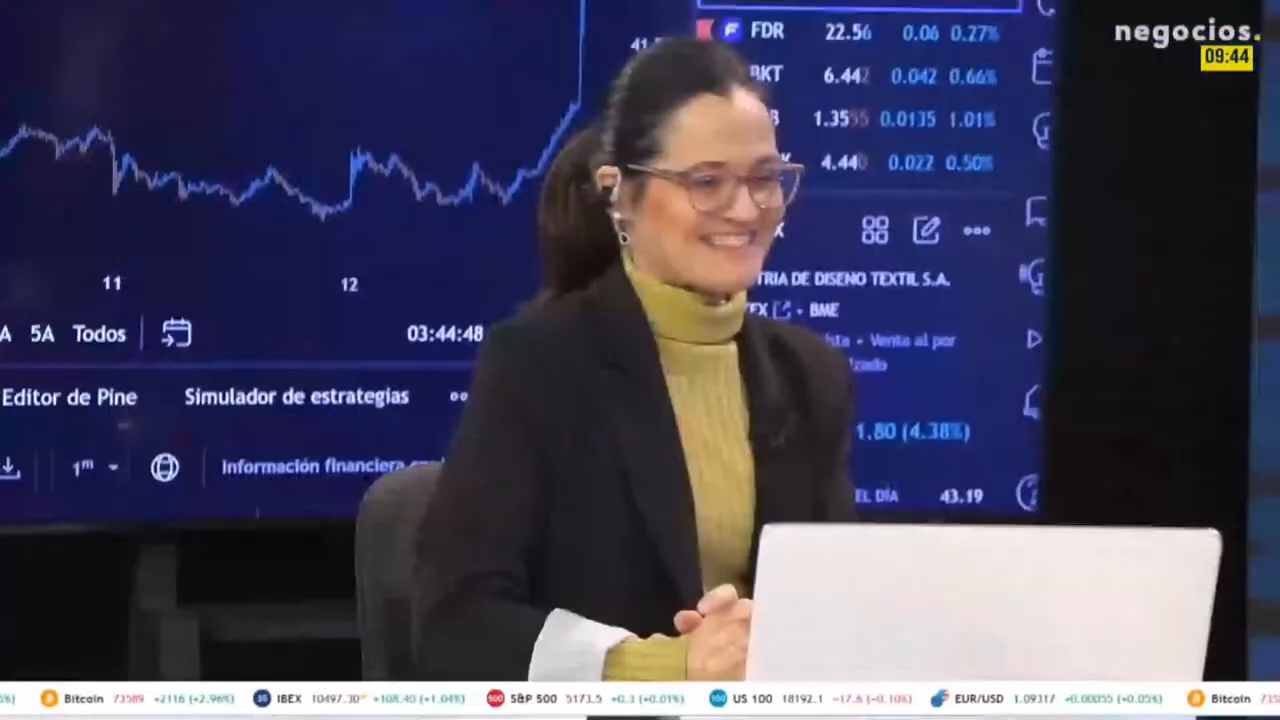 negocios.
09:44
FDR 22.56 0.06 0.27%
BKT 6.442 0.042 0.66%
1.3555 0.0135 1.01%
4.440 0.022 0.50%
11 12
DE DISENO TEXTIL S.A.
BME
Venta al por
5A Todos 03:44:48
Editor de Pine Simulador de estrategias
1.80 (4.38%)
1m Información financiera
EL DÍA 43.19
Bitcoin 73589 +2116 (+2.96%) IBEX 10497.30 +108.40 (+1.04%) S&P 500 5173.5 +0.3 (+0.01%) US 100 18192.1 -17.6 (-0.10%) EUR/USD 1.09317 +0.00055 (+0.05%) Bitcoin